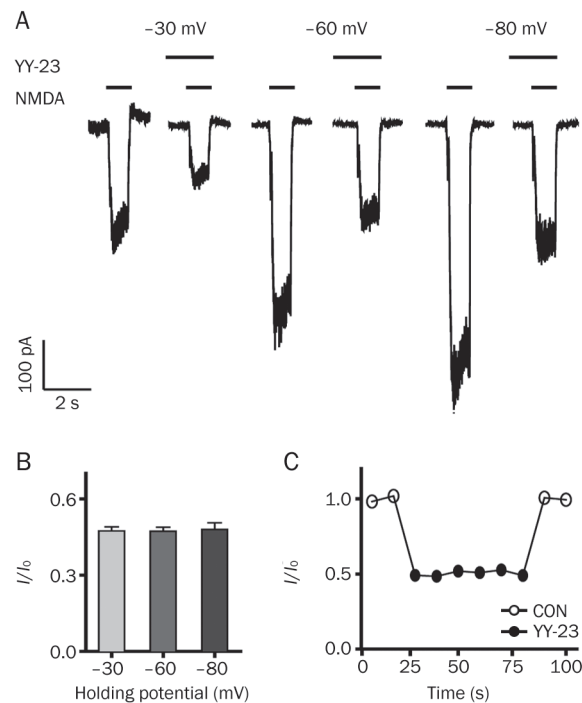 A
–30 mV –60 mV –80 mV
YY-23
NMDA
100 pA
2 s
B
I/I₀
0.6
0.3
0.0
–30 –60 –80
Holding potential (mV)
C
I/I₀
1.0
0.5
0.0
CON
YY-23
0 25 50 75 100
Time (s)